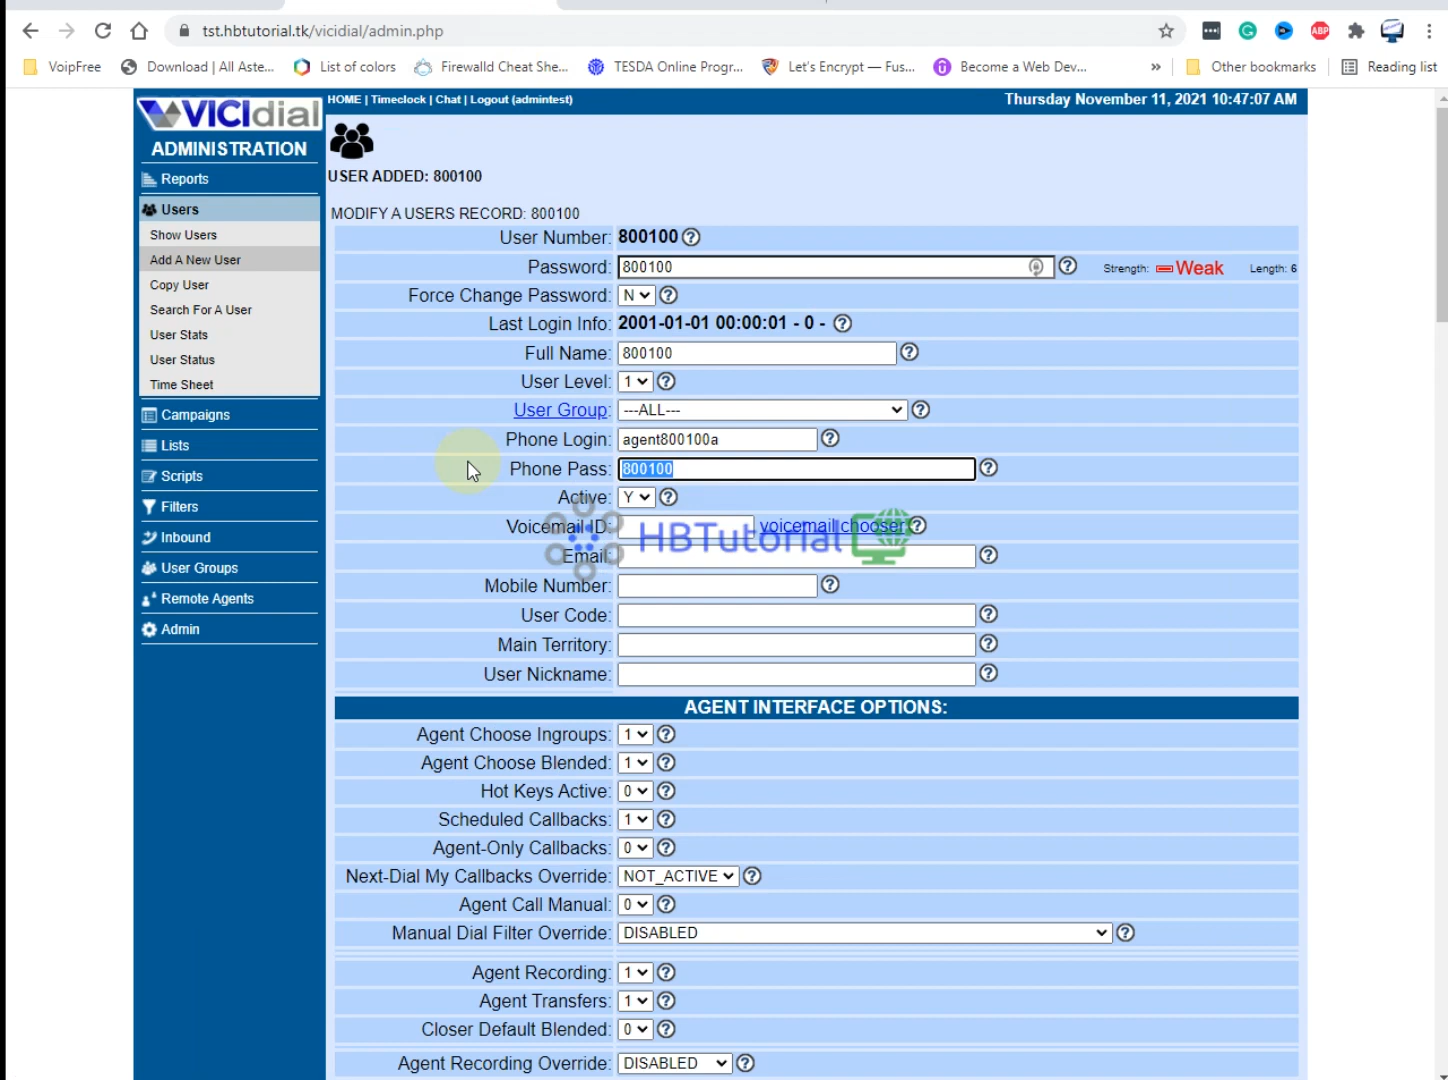 tst.hbtutorial.tk/vicidial/admin.php
ABP
VoipFree Download | All Aste... List of colors Firewalld Cheat She... TESDA Online Progr... Let's Encrypt — Fus... Become a Web Dev... » Other bookmarks Reading list
VICIdial
HOME | Timeclock | Chat | Logout (admintest) Thursday November 11, 2021 10:47:07 AM
ADMINISTRATION
Reports
Users
Show Users
Add A New User
Copy User
Search For A User
User Stats
User Status
Time Sheet
Campaigns
Lists
Scripts
Filters
Inbound
User Groups
Remote Agents
Admin
USER ADDED: 800100
MODIFY A USERS RECORD: 800100
User Number: 800100 ?
Password: 800100 ? Strength: Weak Length: 6
Force Change Password: N ?
Last Login Info: 2001-01-01 00:00:01 - 0 - ?
Full Name: 800100 ?
User Level: 1 ?
User Group: ---ALL--- ?
Phone Login: agent800100a ?
Phone Pass: 800100 ?
Active: Y ?
Voicemail ID: voicemail chooser ?
HBTutorial
Email: ?
Mobile Number: ?
User Code: ?
Main Territory: ?
User Nickname: ?
AGENT INTERFACE OPTIONS:
Agent Choose Ingroups: 1 ?
Agent Choose Blended: 1 ?
Hot Keys Active: 0 ?
Scheduled Callbacks: 1 ?
Agent-Only Callbacks: 0 ?
Next-Dial My Callbacks Override: NOT_ACTIVE ?
Agent Call Manual: 0 ?
Manual Dial Filter Override: DISABLED ?
Agent Recording: 1 ?
Agent Transfers: 1 ?
Closer Default Blended: 0 ?
Agent Recording Override: DISABLED ?